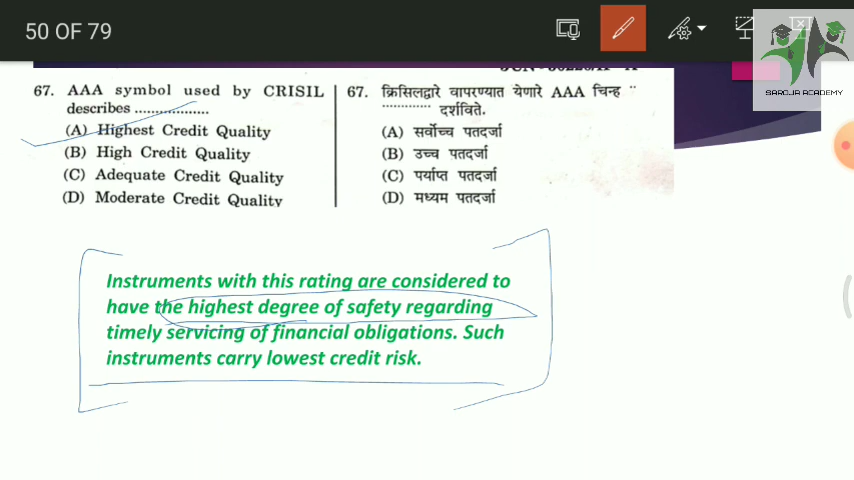 50 OF 79
SAROJA ACADEMY
67. AAA symbol used by CRISIL
describes ..................
(A) Highest Credit Quality
(B) High Credit Quality
(C) Adequate Credit Quality
(D) Moderate Credit Quality
67. क्रिसिलद्वारे वापरण्यात येणारे AAA चिन्ह
............ दर्शविते.
(A) सर्वोच्च पतदर्जा
(B) उच्च पतदर्जा
(C) पर्याप्त पतदर्जा
(D) मध्यम पतदर्जा
Instruments with this rating are considered to
have the highest degree of safety regarding
timely servicing of financial obligations. Such
instruments carry lowest credit risk.